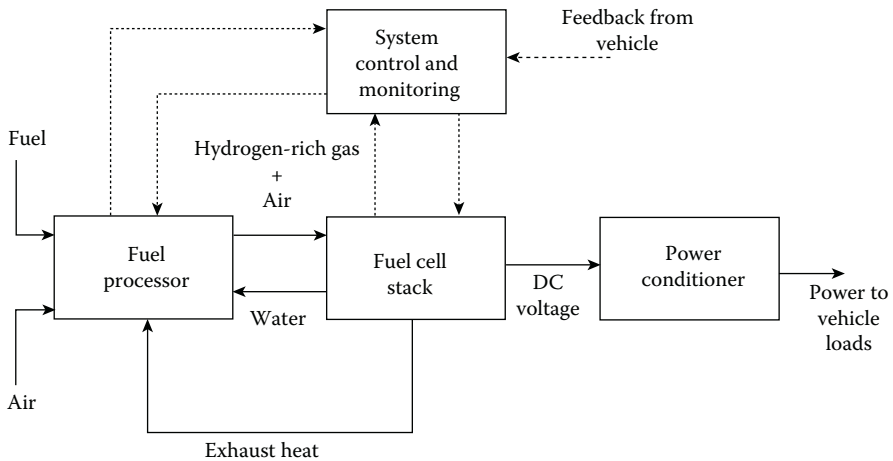 System
control and
monitoring
Feedback from
vehicle
Fuel
Hydrogen-rich gas
+
Air
Fuel
processor
Fuel cell
stack
Power
conditioner
Water
DC
voltage
Power to
vehicle
loads
Air
Exhaust heat